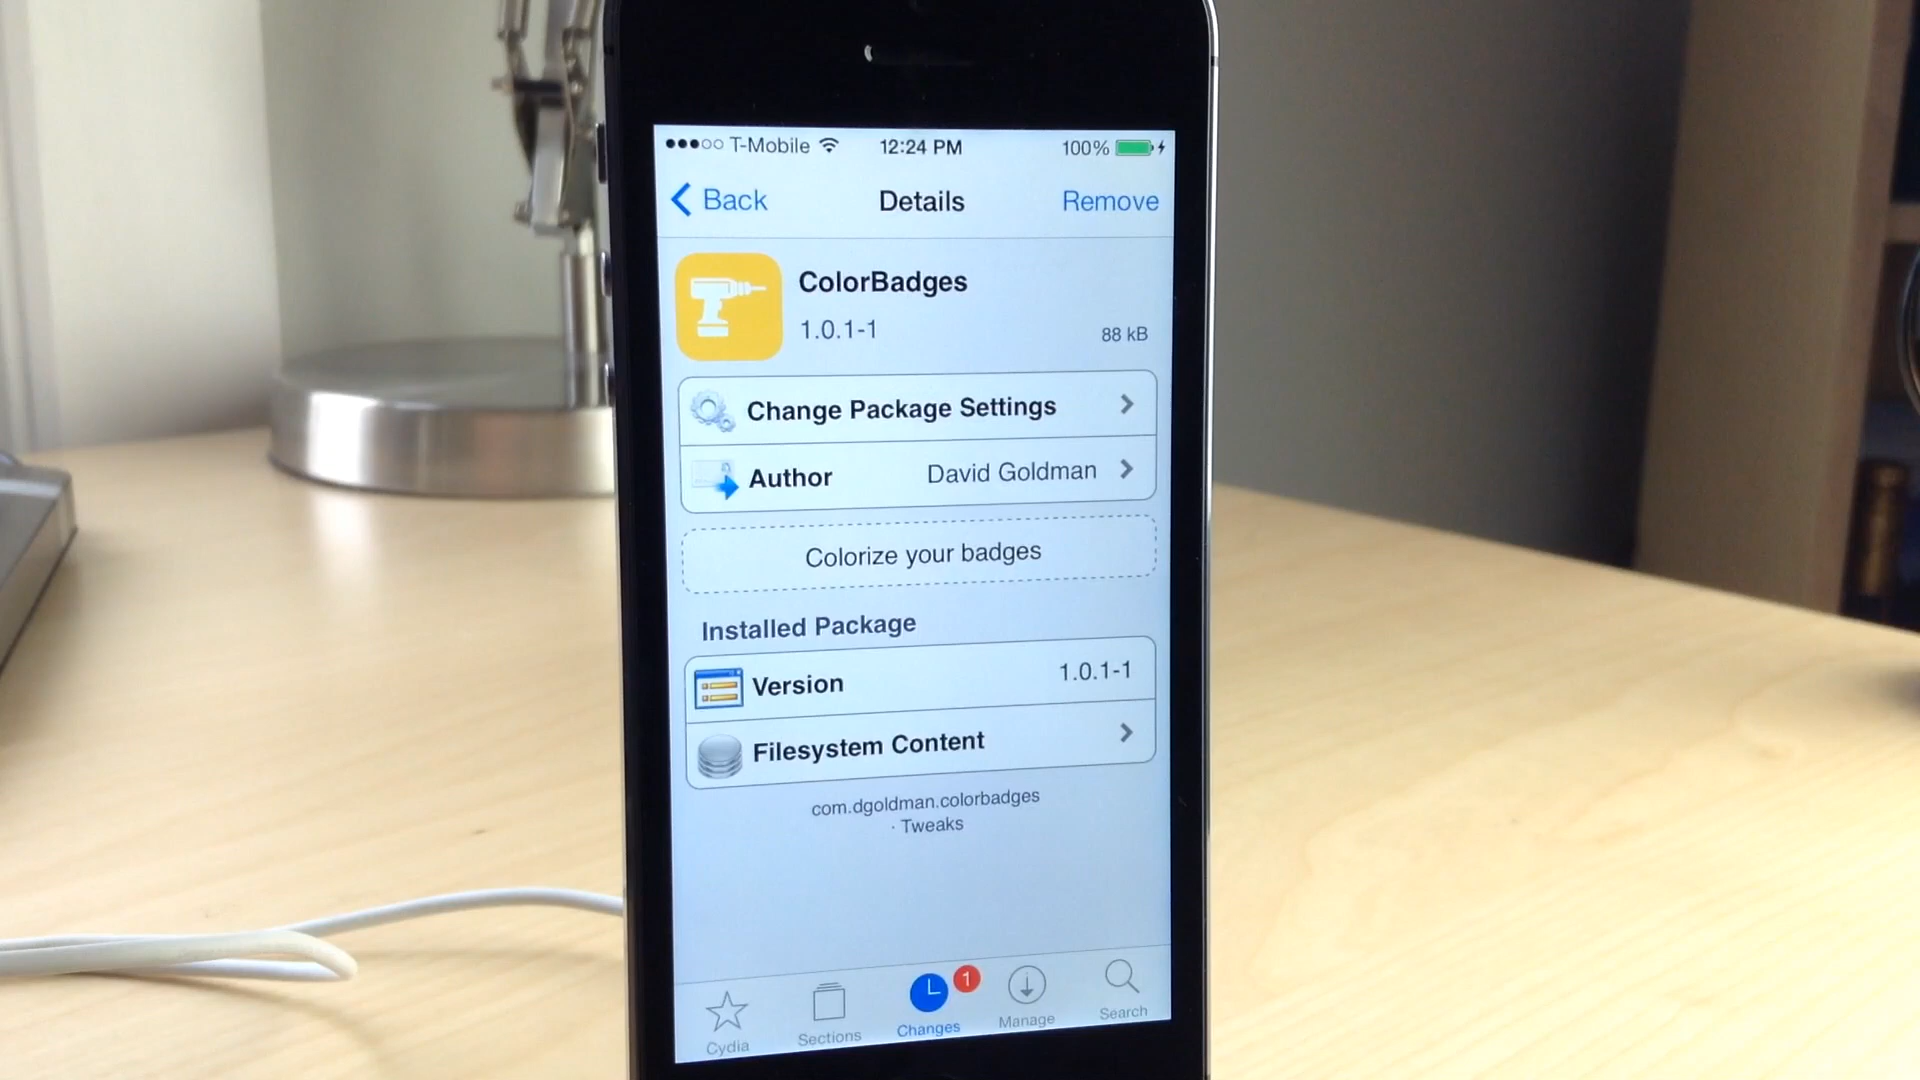 T-Mobile 12:24 PM 100%
Back Details Remove
ColorBadges
1.0.1-1 88 kB
Change Package Settings
Author David Goldman
Colorize your badges
Installed Package
Version 1.0.1-1
Filesystem Content
com.dgoldman.colorbadges
· Tweaks
1
Cydia Sections Changes Manage Search